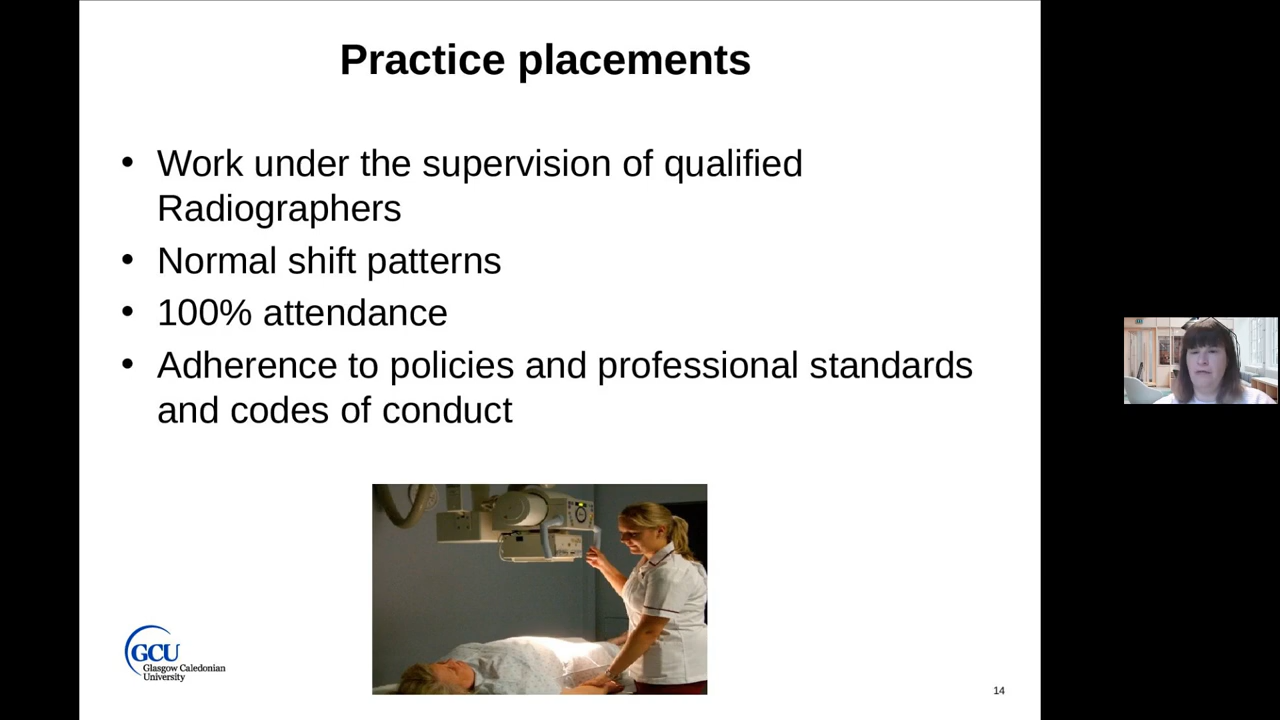 Practice placements
• Work under the supervision of qualified
Radiographers
• Normal shift patterns
• 100% attendance
• Adherence to policies and professional standards
and codes of conduct
GCU
Glasgow Caledonian
University
14